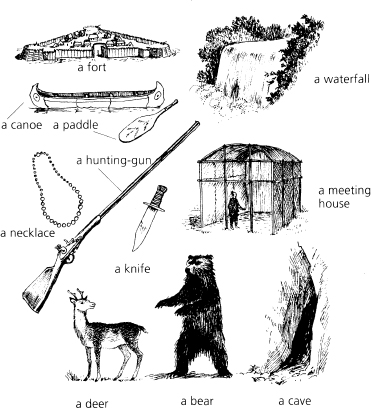 a fort
a waterfall
a canoe
a paddle
a hunting-gun
a meeting
house
a necklace
a knife
a deer
a bear
a cave